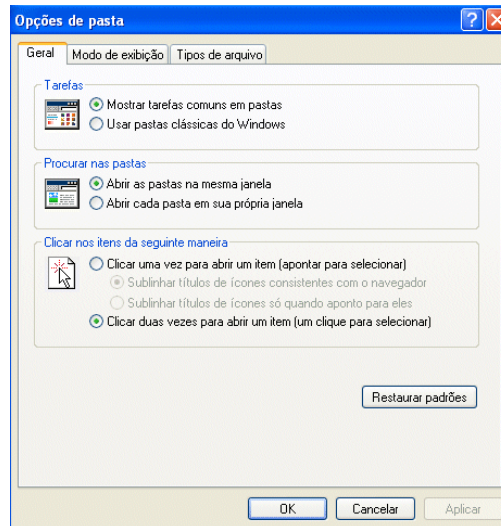 Opções de pasta
Geral
Modo de exibição
Tipos de arquivo
Tarefas
Mostrar tarefas comuns em pastas
Usar pastas clássicas do Windows
Procurar nas pastas
Abrir as pastas na mesma janela
Abrir cada pasta em sua própria janela
Clicar nos itens da seguinte maneira
Clicar uma vez para abrir um item (apontar para selecionar)
Sublinhar títulos de ícones consistentes com o navegador
Sublinhar títulos de ícones só quando aponto para eles
Clicar duas vezes para abrir um item (um clique para selecionar)
Restaurar padrões
OK
Cancelar
Aplicar